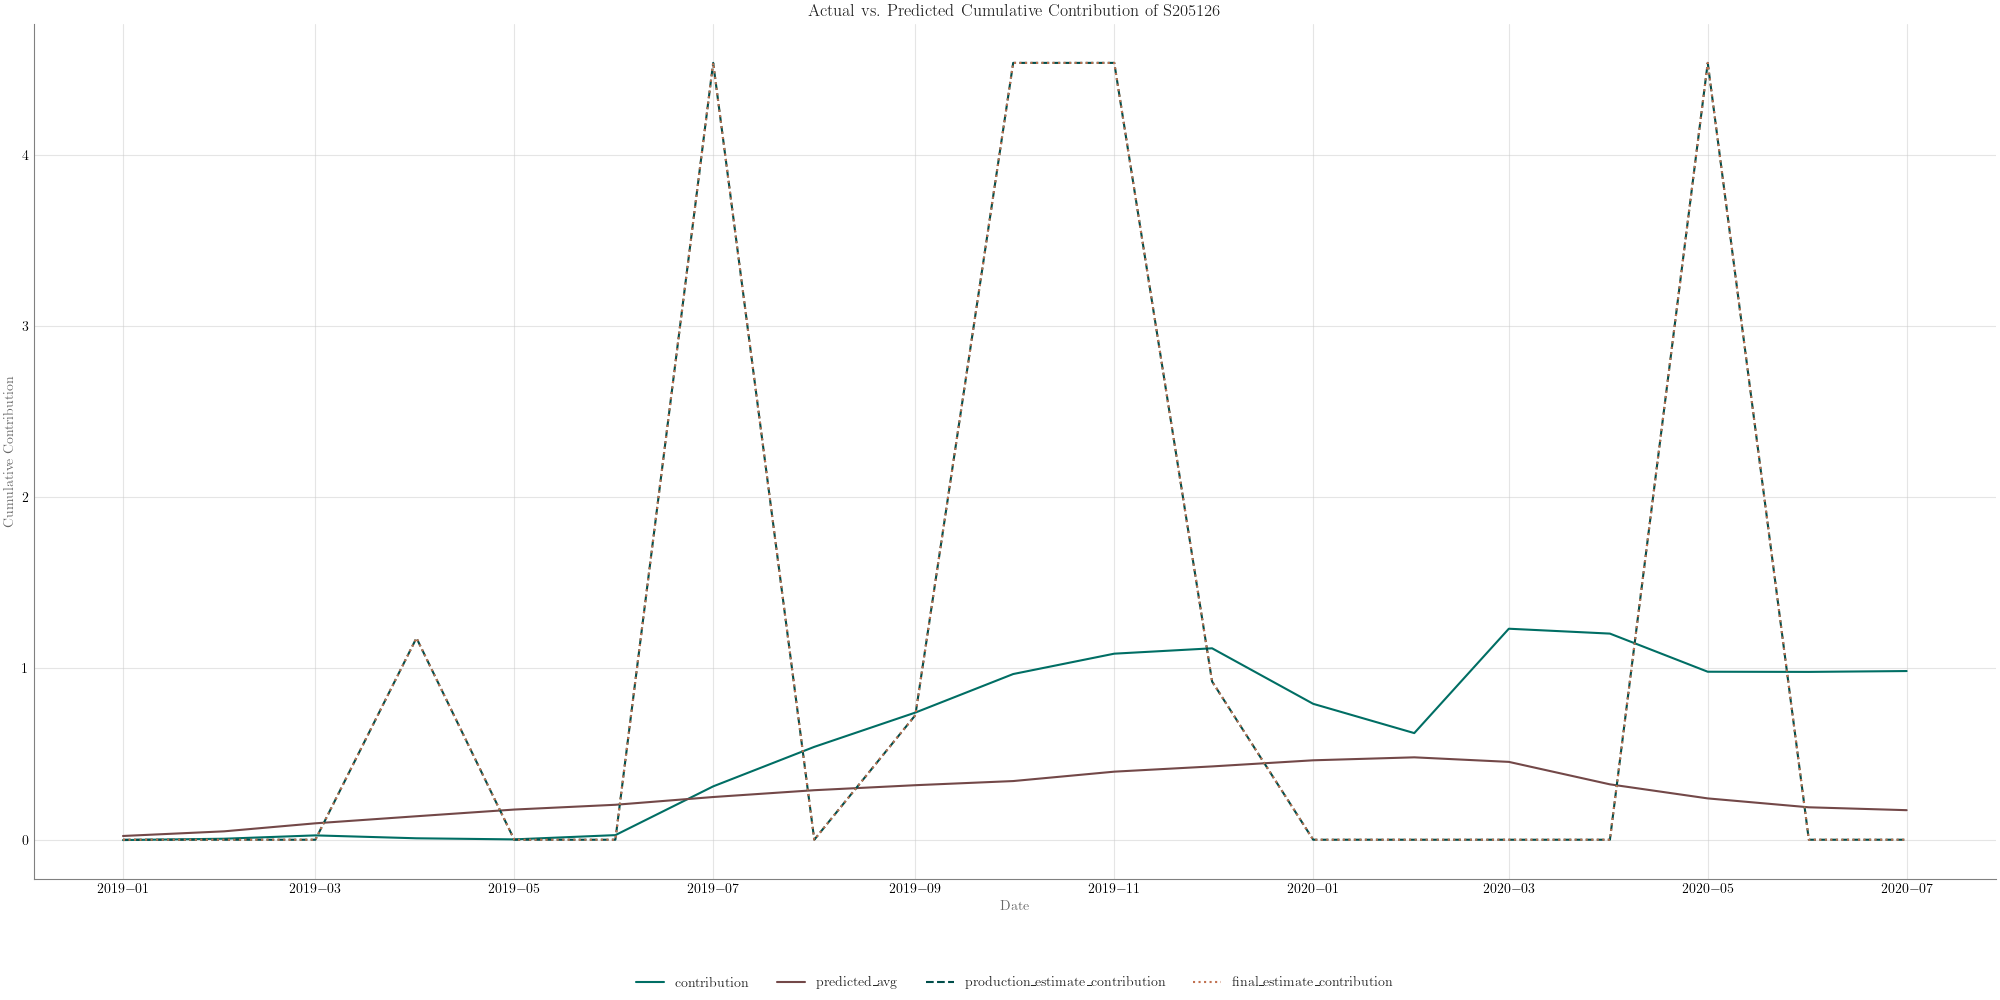 Actual vs. Predicted Cumulative Contribution of S205126
Cumulative Contribution
4
3
2
1
0
2019−01 2019−03 2019−05 2019−07 2019−09 2019−11 2020−01 2020−03 2020−05 2020−07
Date
contribution predicted_avg production_estimate_contribution final_estimate_contribution